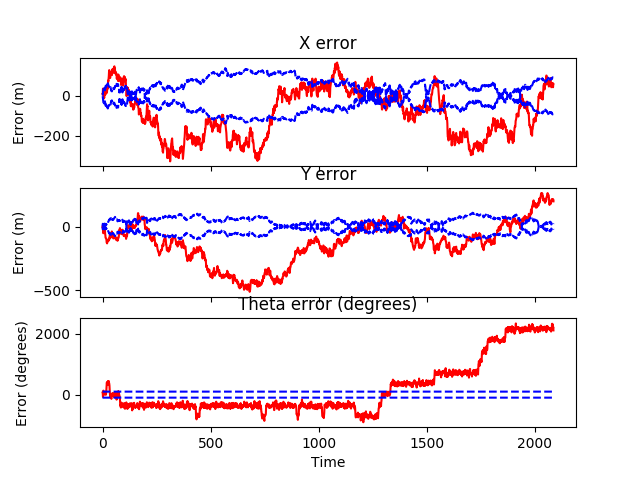 X error
0
−200
Error (m)
Y error
0
−500
Error (m)
Theta error (degrees)
2000
0
Error (degrees)
0 500 1000 1500 2000
Time